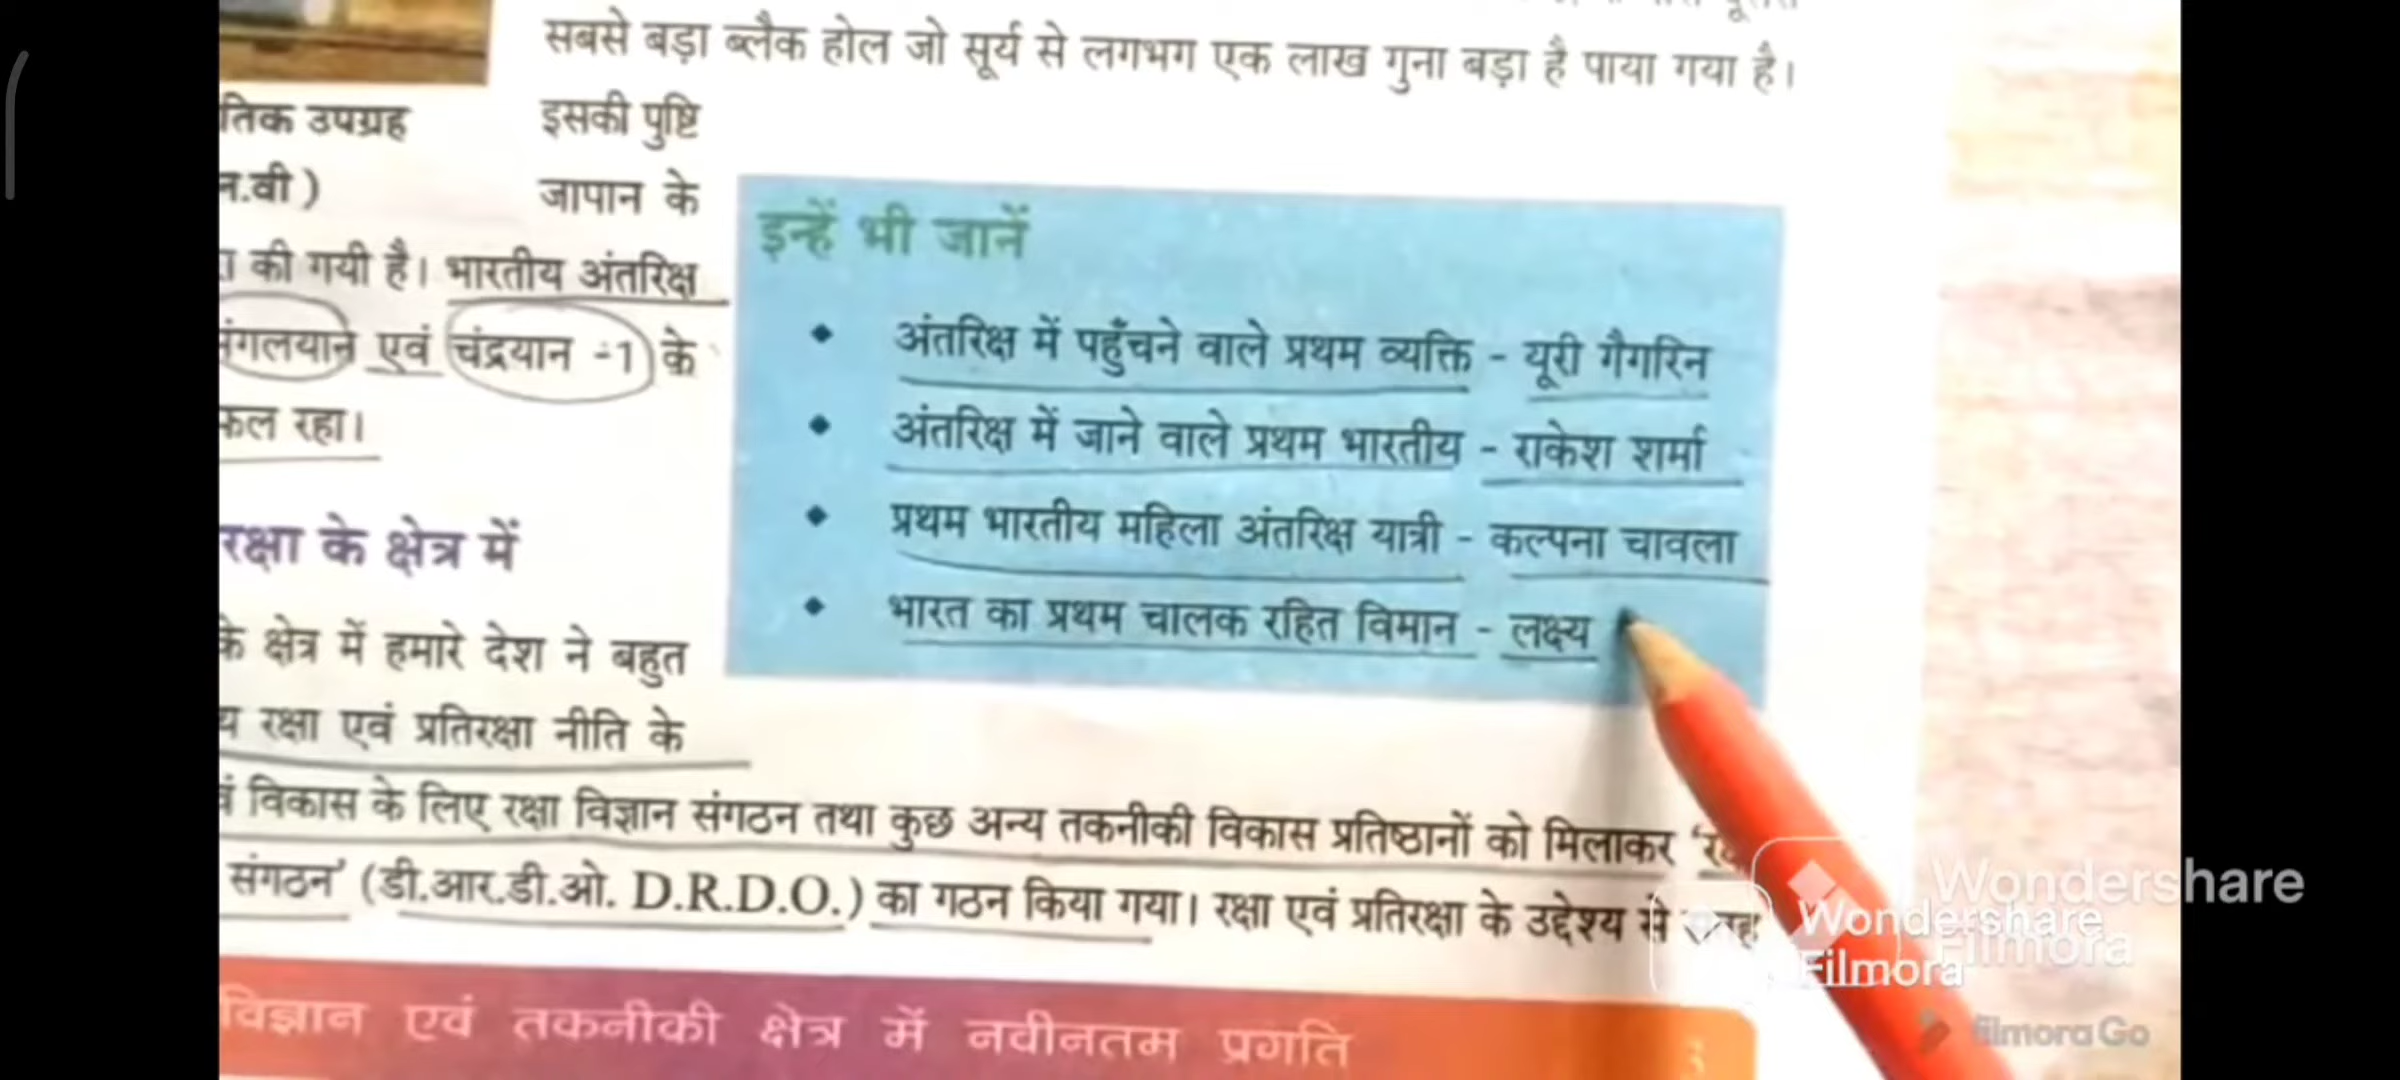 सबसे बड़ा ब्लैक होल जो सूर्य से लगभग एक लाख गुना बड़ा है पाया गया है।
तिक उपग्रह
न.वी )
की गयी है। भारतीय अंतरिक्ष
मंगलयान एवं चंद्रयान -1 के
फल रहा।
इसकी पुष्टि
जापान के
इन्हें भी जानें
अंतरिक्ष में पहुँचने वाले प्रथम व्यक्ति - यूरी गैगरिन
अंतरिक्ष में जाने वाले प्रथम भारतीय - राकेश शर्मा
प्रथम भारतीय महिला अंतरिक्ष यात्री - कल्पना चावला
भारत का प्रथम चालक रहित विमान - लक्ष्य
रक्षा के क्षेत्र में
के क्षेत्र में हमारे देश ने बहुत
य रक्षा एवं प्रतिरक्षा नीति के
विकास के लिए रक्षा विज्ञान संगठन तथा कुछ अन्य तकनीकी विकास प्रतिष्ठानों को मिलाकर
संगठन’ (डी.आर.डी.ओ. D.R.D.O.) का गठन किया गया। रक्षा एवं प्रतिरक्षा के उद्देश्य से
विज्ञान एवं तकनीकी क्षेत्र में नवीनतम प्रगति
3
Wondershare
Filmora
Wondershare
Filmora
filmoraGo